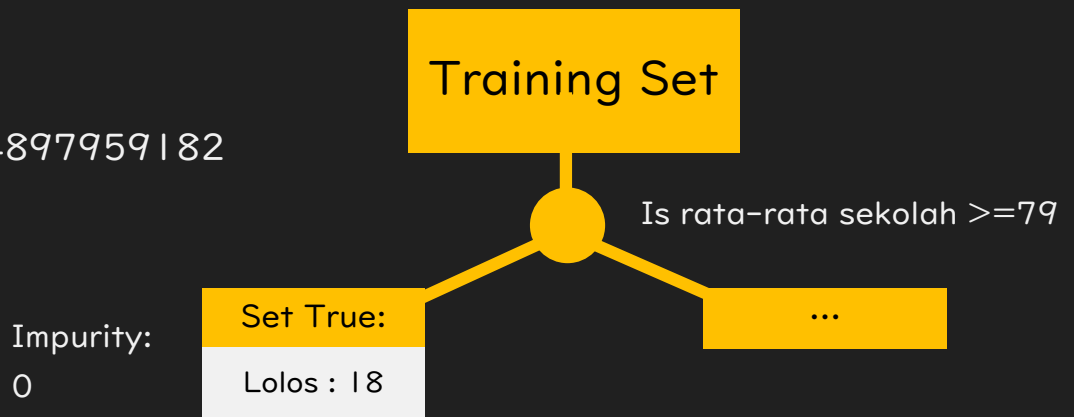 Training Set
4897959182
Is rata-rata sekolah >=79
Set True:
...
Impurity:
0
Lolos : 18